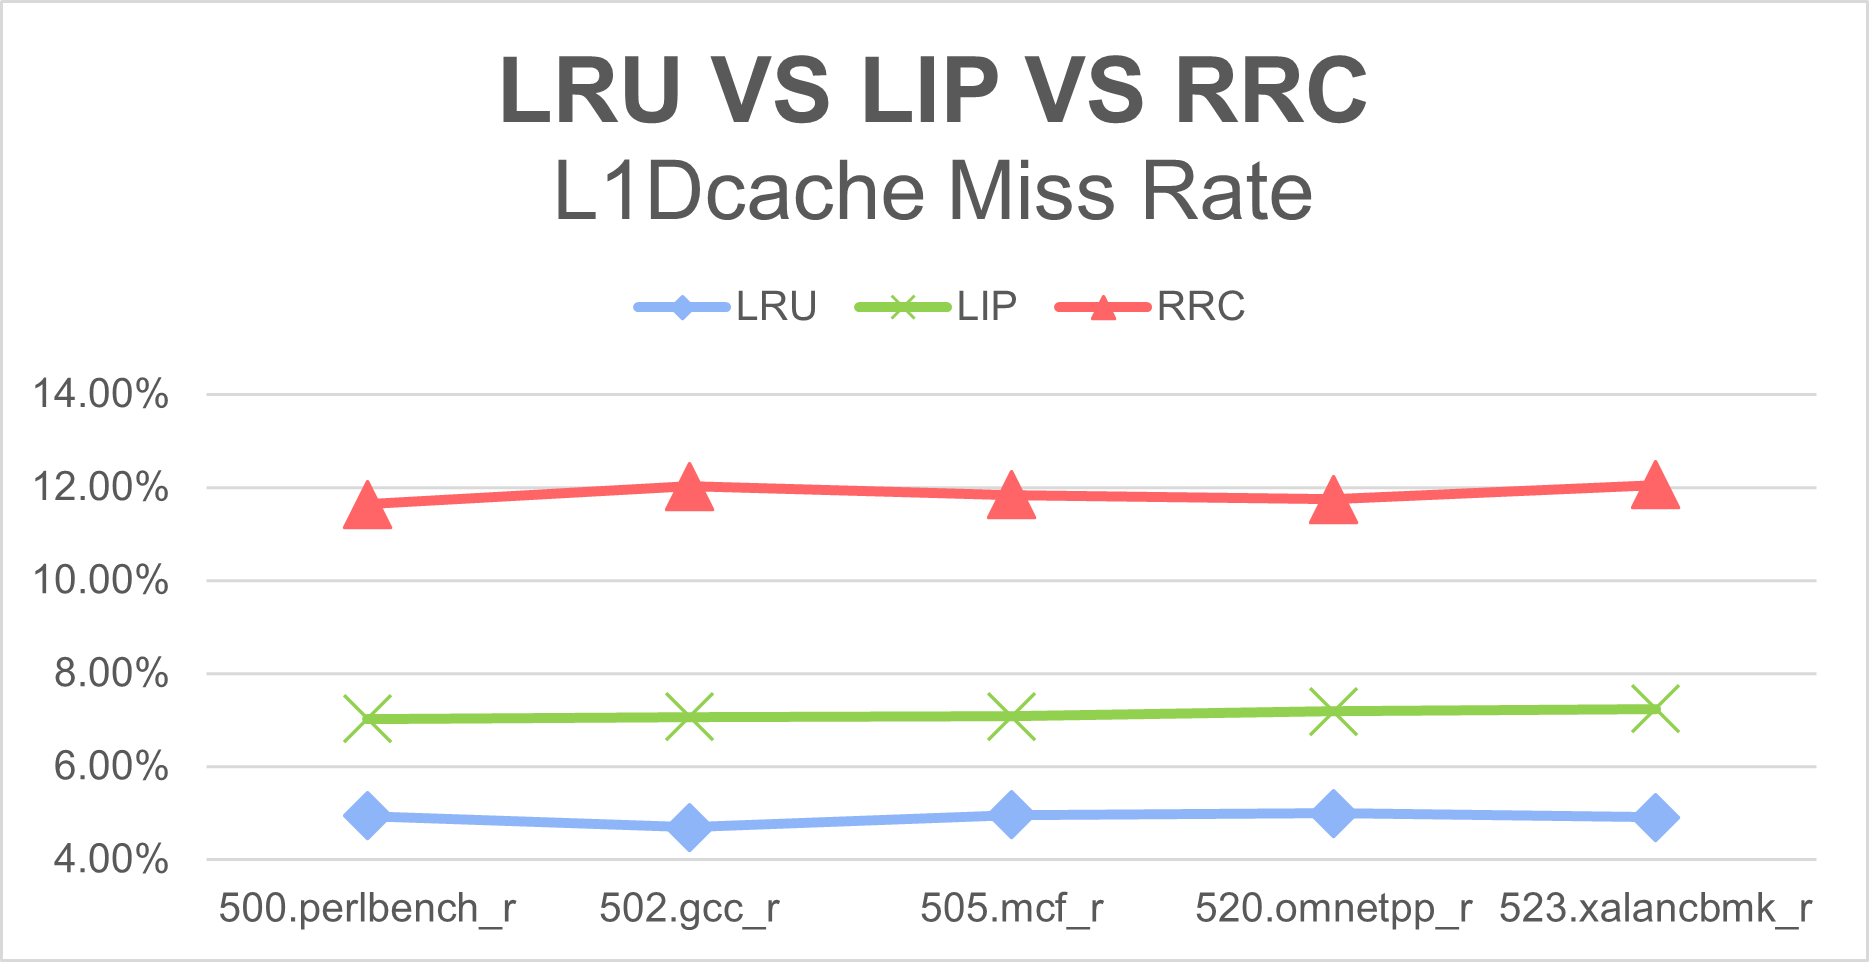 LRU VS LIP VS RRC
L1Dcache Miss Rate
LRU LIP RRC
14.00%
12.00%
10.00%
8.00%
6.00%
4.00%
500.perlbench_r 502.gcc_r 505.mcf_r 520.omnetpp_r 523.xalancbmk_r